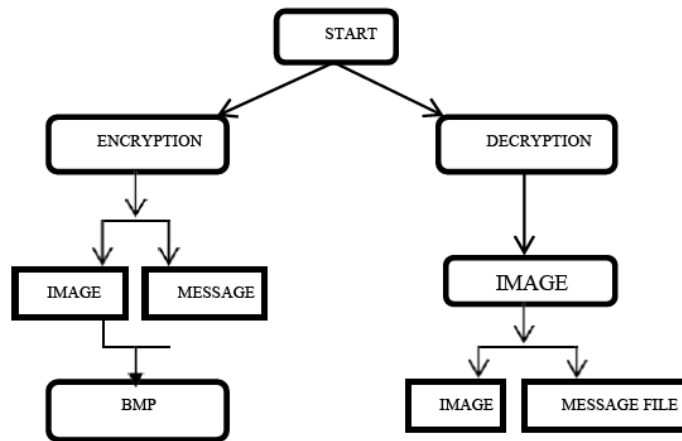 START
ENCRYPTION
DECRYPTION
IMAGE
MESSAGE
IMAGE
BMP
IMAGE
MESSAGE FILE